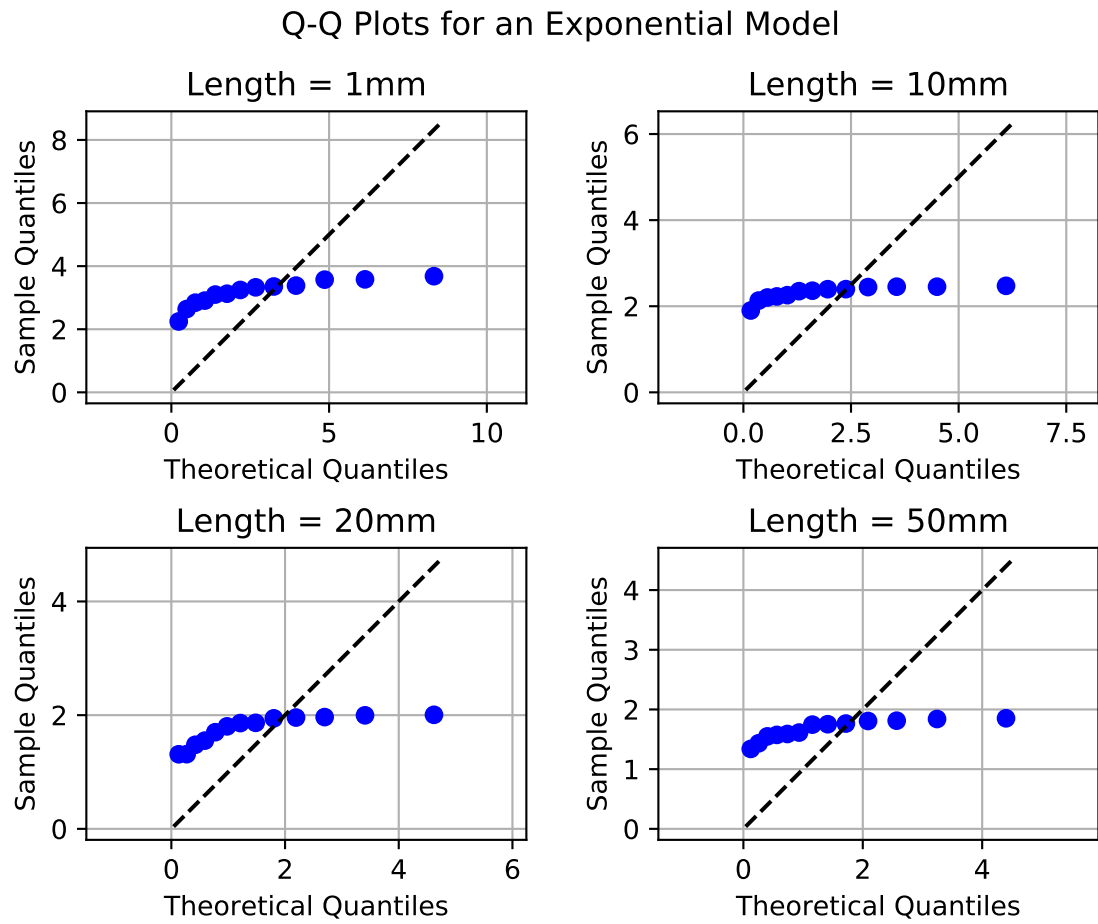 Q-Q Plots for an Exponential Model
Length = 1mm
Sample Quantiles
8
6
4
2
0
0 5 10
Theoretical Quantiles
Length = 10mm
Sample Quantiles
6
4
2
0
0.0 2.5 5.0 7.5
Theoretical Quantiles
Length = 20mm
Sample Quantiles
4
2
0
0 2 4 6
Theoretical Quantiles
Length = 50mm
Sample Quantiles
4
3
2
1
0
0 2 4
Theoretical Quantiles